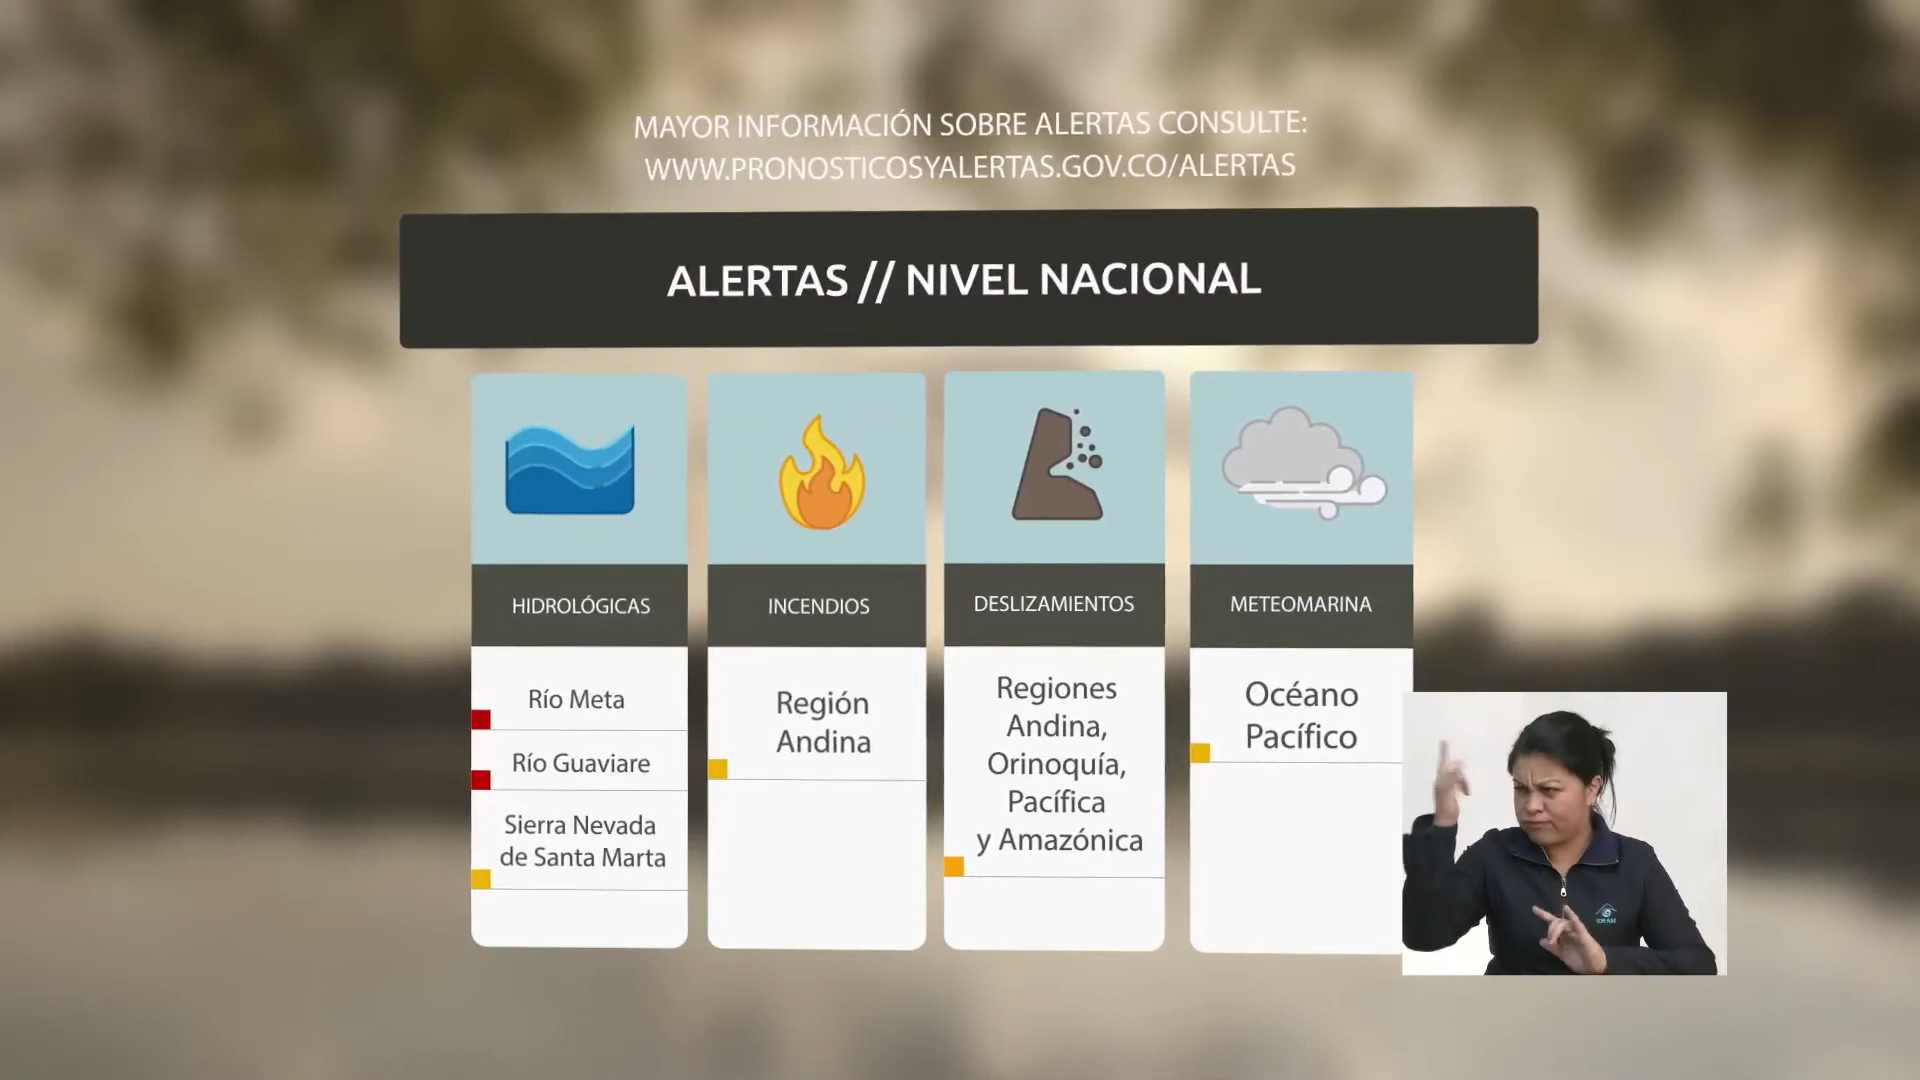 MAYOR INFORMACIÓN SOBRE ALERTAS CONSULTE:
WWW.PRONOSTICOSYALERTAS.GOV.CO/ALERTAS
ALERTAS // NIVEL NACIONAL
HIDROLÓGICAS
Río Meta
Río Guaviare
Sierra Nevada
de Santa Marta
INCENDIOS
Región
Andina
DESLIZAMIENTOS
Regiones
Andina,
Orinoquía,
Pacífica
y Amazónica
METEOMARINA
Océano
Pacífico
IDEAM